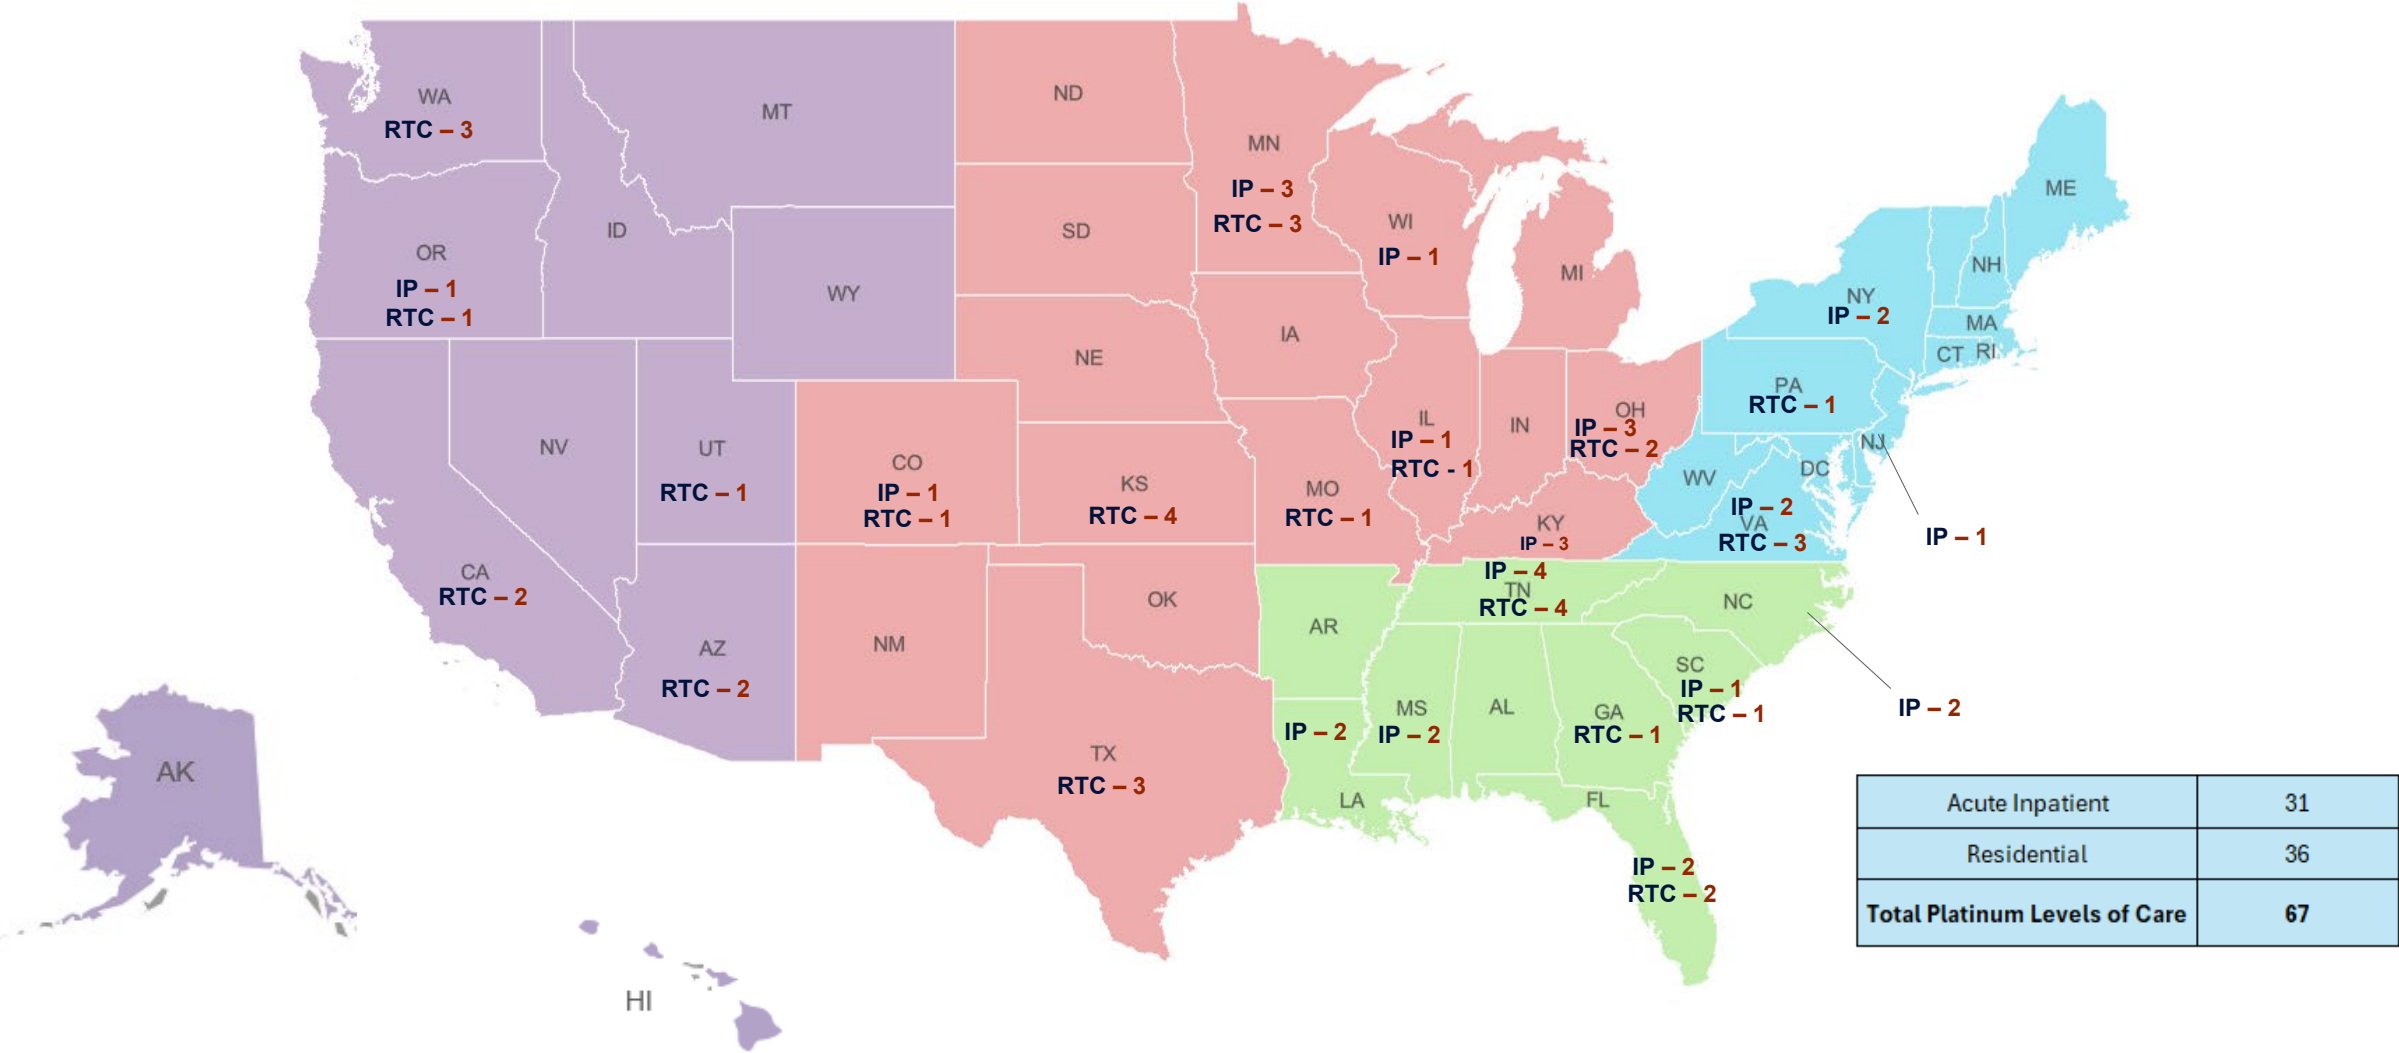 WA
RTC – 3
MT
ND
MN
IP – 3
RTC – 3
ME
OR
IP – 1
RTC – 1
ID
SD
WI
IP – 1
WY
MI
NH
NY
IP – 2
MA
CT RI
NE
IA
PA
RTC – 1
NV
UT
RTC – 1
CO
IP – 1
RTC – 1
KS
RTC – 4
MO
RTC – 1
IL
IP – 1
RTC - 1
IN
OH
IP – 3
RTC – 2
NJ
IP – 1
WV
DC
IP – 2
VA
RTC – 3
KY
IP – 3
CA
RTC – 2
AZ
RTC – 2
NM
OK
AR
IP – 4
TN
RTC – 4
NC
IP – 2
SC
IP – 1
RTC – 1
TX
RTC – 3
IP – 2
LA
MS
IP – 2
AL
GA
RTC – 1
FL
IP – 2
RTC – 2
AK
HI
Acute Inpatient 31
Residential 36
Total Platinum Levels of Care 67